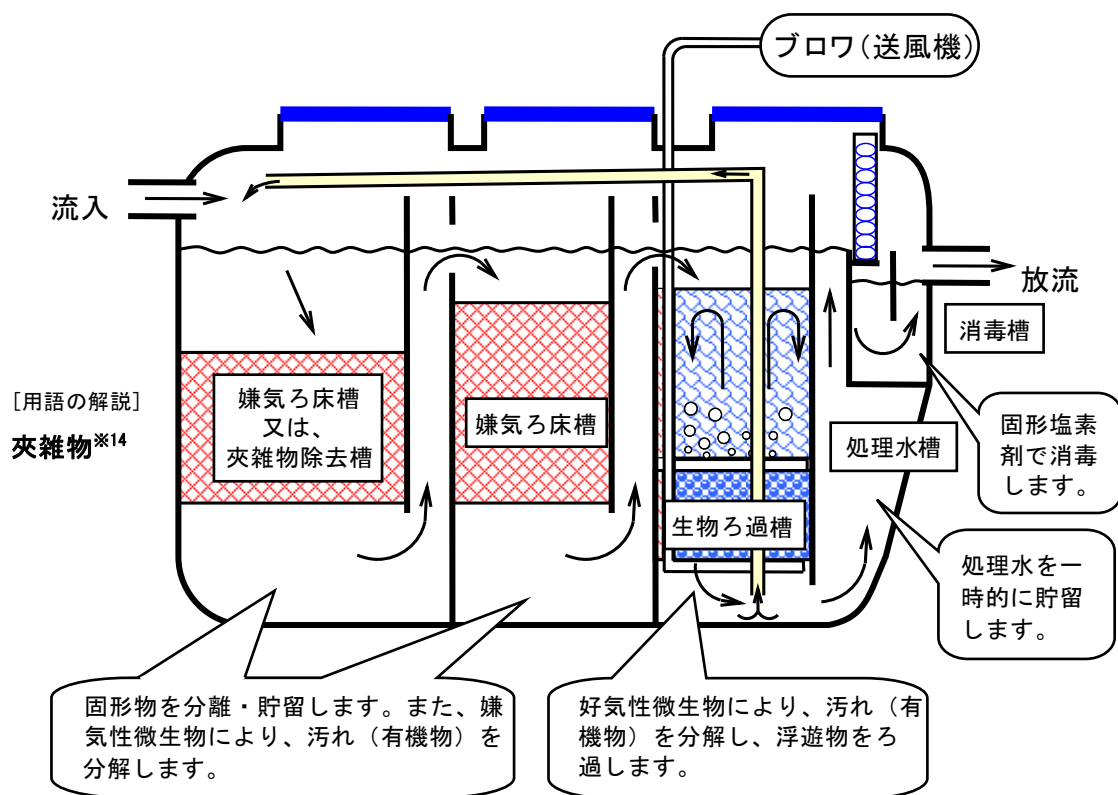 ブロワ(送風機)
流入
放流
消毒槽
[用語の解説]
夾雑物※14
嫌気ろ床槽
又は、
夾雑物除去槽
嫌気ろ床槽
処理水槽
固形塩素
剤で消毒
します。
生物ろ過槽
処理水を一
時的に貯留
します。
固形物を分離・貯留します。また、嫌
気性微生物により、汚れ（有機物）を
分解します。
好気性微生物により、汚れ（有
機物）を分解し、浮遊物をろ
過します。